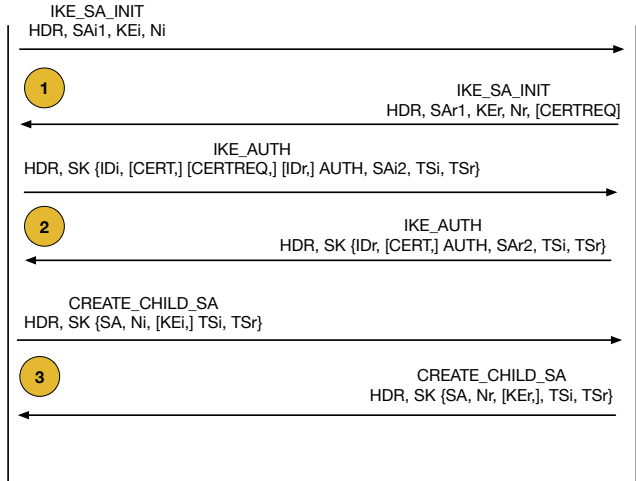 IKE_SA_INIT
HDR, SAi1, KEi, Ni
1
IKE_SA_INIT
HDR, SAr1, KEr, Nr, [CERTREQ]
IKE_AUTH
HDR, SK {IDi, [CERT,] [CERTREQ,] [IDr,] AUTH, SAi2, TSi, TSr}
2
IKE_AUTH
HDR, SK {IDr, [CERT,] AUTH, SAr2, TSi, TSr}
CREATE_CHILD_SA
HDR, SK {SA, Ni, [KEi,] TSi, TSr}
3
CREATE_CHILD_SA
HDR, SK {SA, Nr, [KEr,], TSi, TSr}